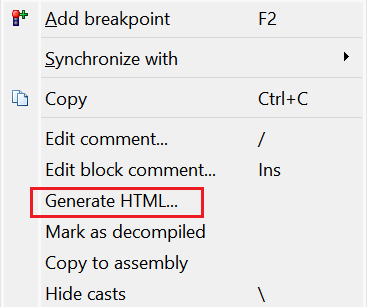 Add breakpoint F2
Synchronize with
Copy Ctrl+C
Edit comment... /
Edit block comment... Ins
Generate HTML...
Mark as decompiled
Copy to assembly
Hide casts \